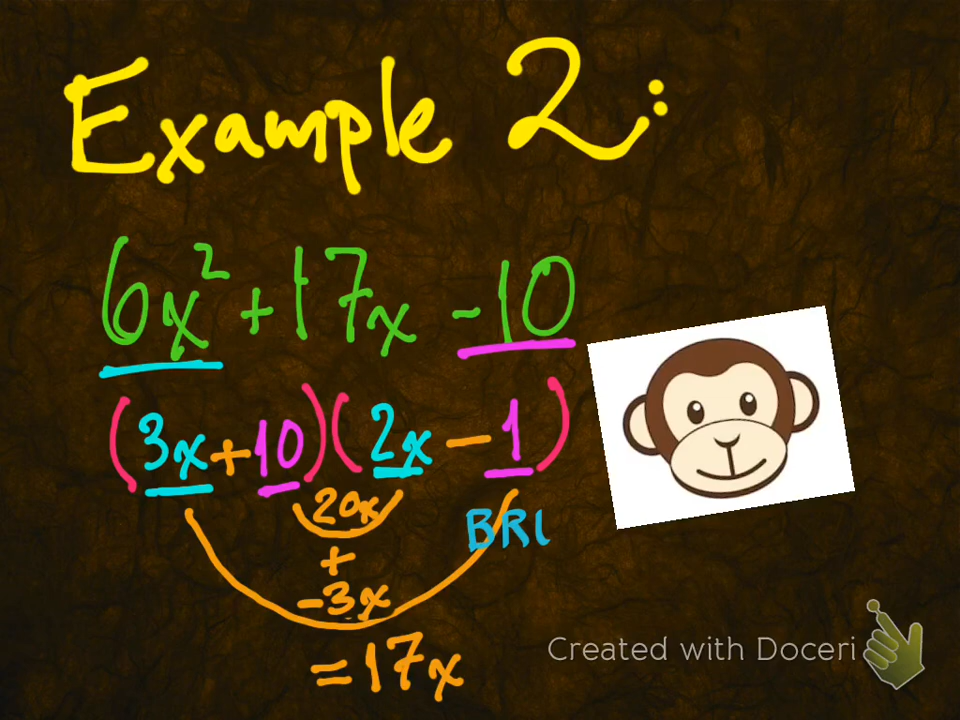 Example 2:
6x² + 17x - 10
(3x + 10)(2x - 1)
20x
BRI
+
-3x
= 17x
Created with Doceri